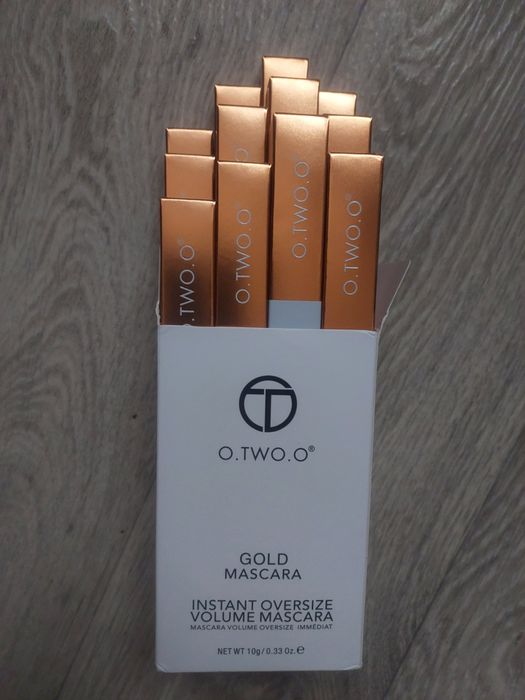 O.TWO.O®
O.TWO.O
O.TWO.O
.TWO.O®
O.TWO.O®
GOLD
MASCARA
INSTANT OVERSIZE
VOLUME MASCARA
MASCARA VOLUME OVERSIZE IMMÉDIAT
NET WT 10g/0.33 Oz.e